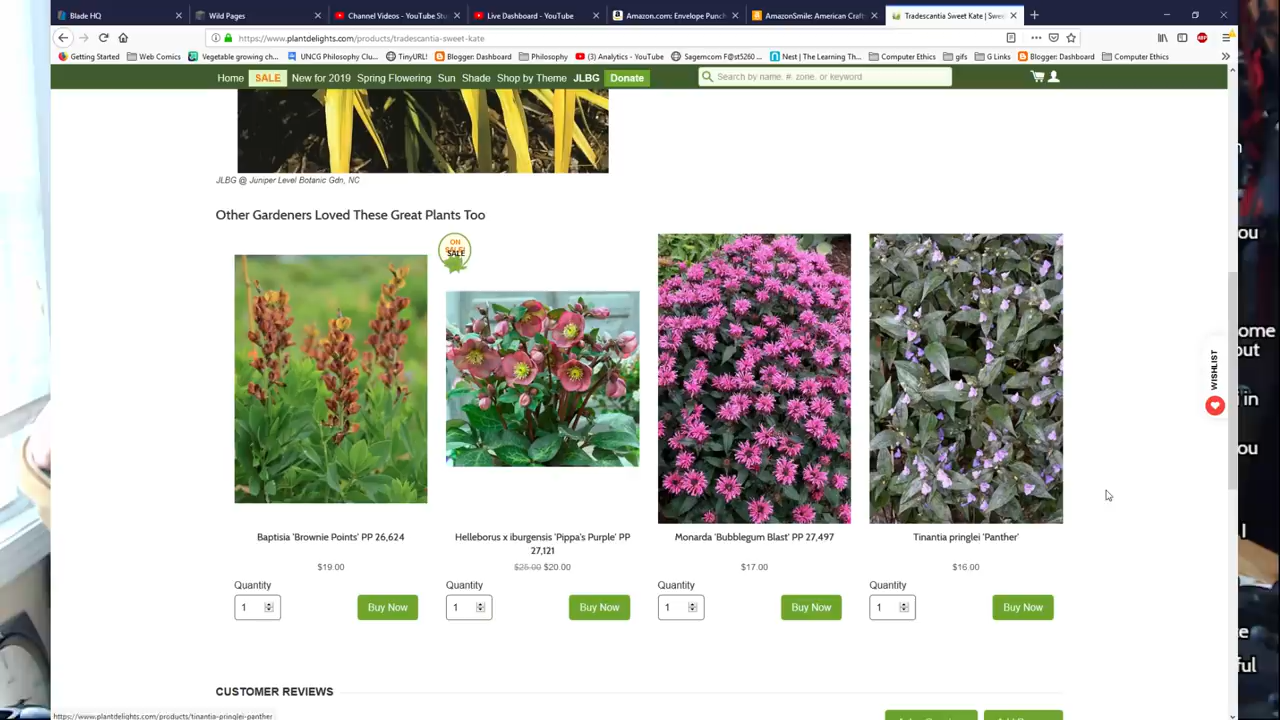 Blade HQ
Wild Pages
Channel Videos - YouTube Stu
Live Dashboard - YouTube
Amazon.com: Envelope Punch
AmazonSmile: American Craft
Tradescantia Sweet Kate | Swe
https://www.plantdelights.com/products/tradescantia-sweet-kate
Getting Started
Web Comics
Vegetable growing ch...
UNCG Philosophy Clu...
TinyURL!
Blogger: Dashboard
Philosophy
(3) Analytics - YouTube
Sagemcom F@st5260 ...
Nest | The Learning Th...
Computer Ethics
gifs
G Links
Blogger: Dashboard
Computer Ethics
Home SALE New for 2019 Spring Flowering Sun Shade Shop by Theme JLBG Donate
Search by name, #, zone, or keyword
JLBG @ Juniper Level Botanic Gdn, NC
Other Gardeners Loved These Great Plants Too
ON
SALE!
SALE
Baptisia 'Brownie Points' PP 26,624
$19.00
Quantity
1
Buy Now
Helleborus x iburgensis 'Pippa's Purple' PP
27,121
$25.00 $20.00
Quantity
1
Buy Now
Monarda 'Bubblegum Blast' PP 27,497
$17.00
Quantity
1
Buy Now
Tinantia pringlei 'Panther'
$16.00
Quantity
1
Buy Now
WISHLIST
CUSTOMER REVIEWS
https://www.plantdelights.com/products/tinantia-pringlei-panther